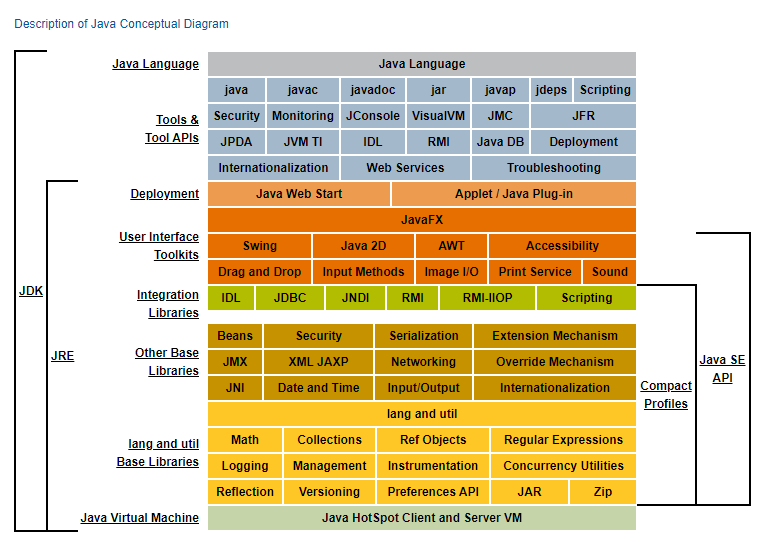 Description of Java Conceptual Diagram
Java Language Java Language
java javac javadoc jar javap jdeps Scripting
Tools &
Tool APIs
Security Monitoring JConsole VisualVM JMC JFR
JPDA JVM TI IDL RMI Java DB Deployment
Internationalization Web Services Troubleshooting
Deployment Java Web Start Applet / Java Plug-in
JavaFX
User Interface
Toolkits
Swing Java 2D AWT Accessibility
Drag and Drop Input Methods Image I/O Print Service Sound
Integration
Libraries
IDL JDBC JNDI RMI RMI-IIOP Scripting
JDK
JRE
Other Base
Libraries
Beans Security Serialization Extension Mechanism
JMX XML JAXP Networking Override Mechanism
JNI Date and Time Input/Output Internationalization
Java SE
API
Compact
Profiles
lang and util
lang and util
Base Libraries
Math Collections Ref Objects Regular Expressions
Logging Management Instrumentation Concurrency Utilities
Reflection Versioning Preferences API JAR Zip
Java Virtual Machine Java HotSpot Client and Server VM